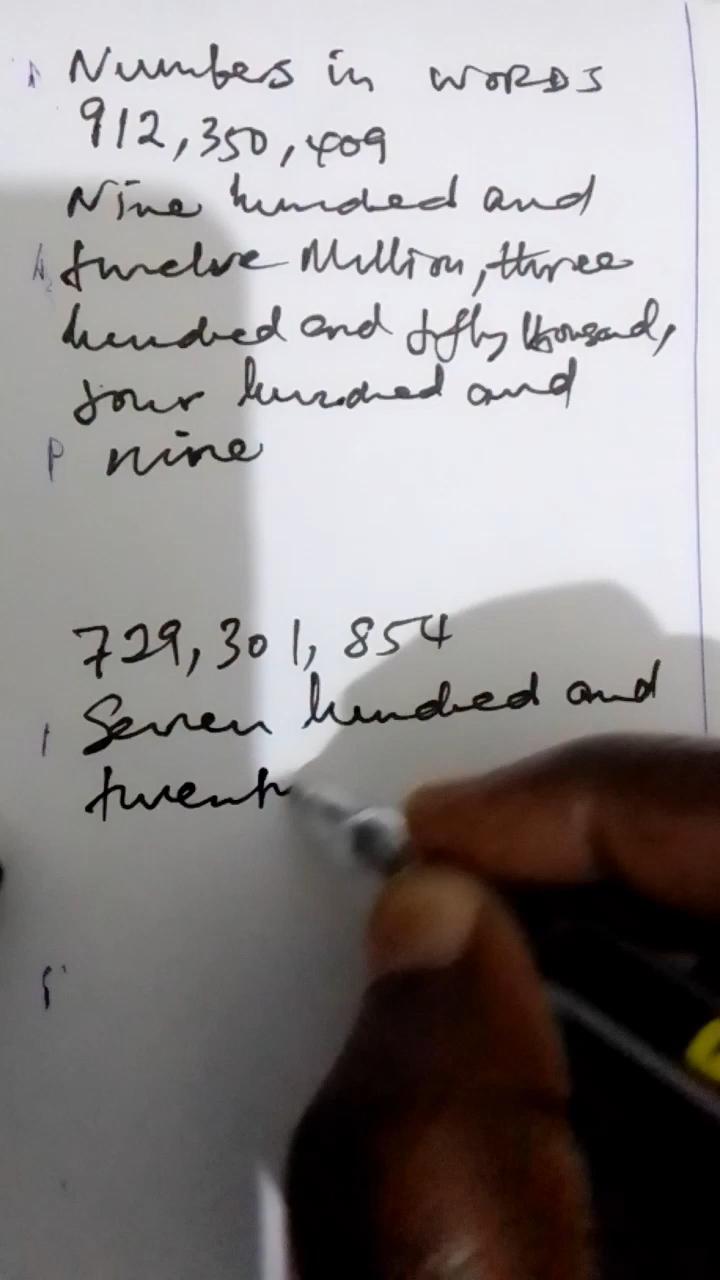 Numbers in WORDS
912,350,409
Nine hundred and
twelve Million, three
hundred and fifty thousand,
four hundred and
nine
729,301,854
Seven hundred and
twent